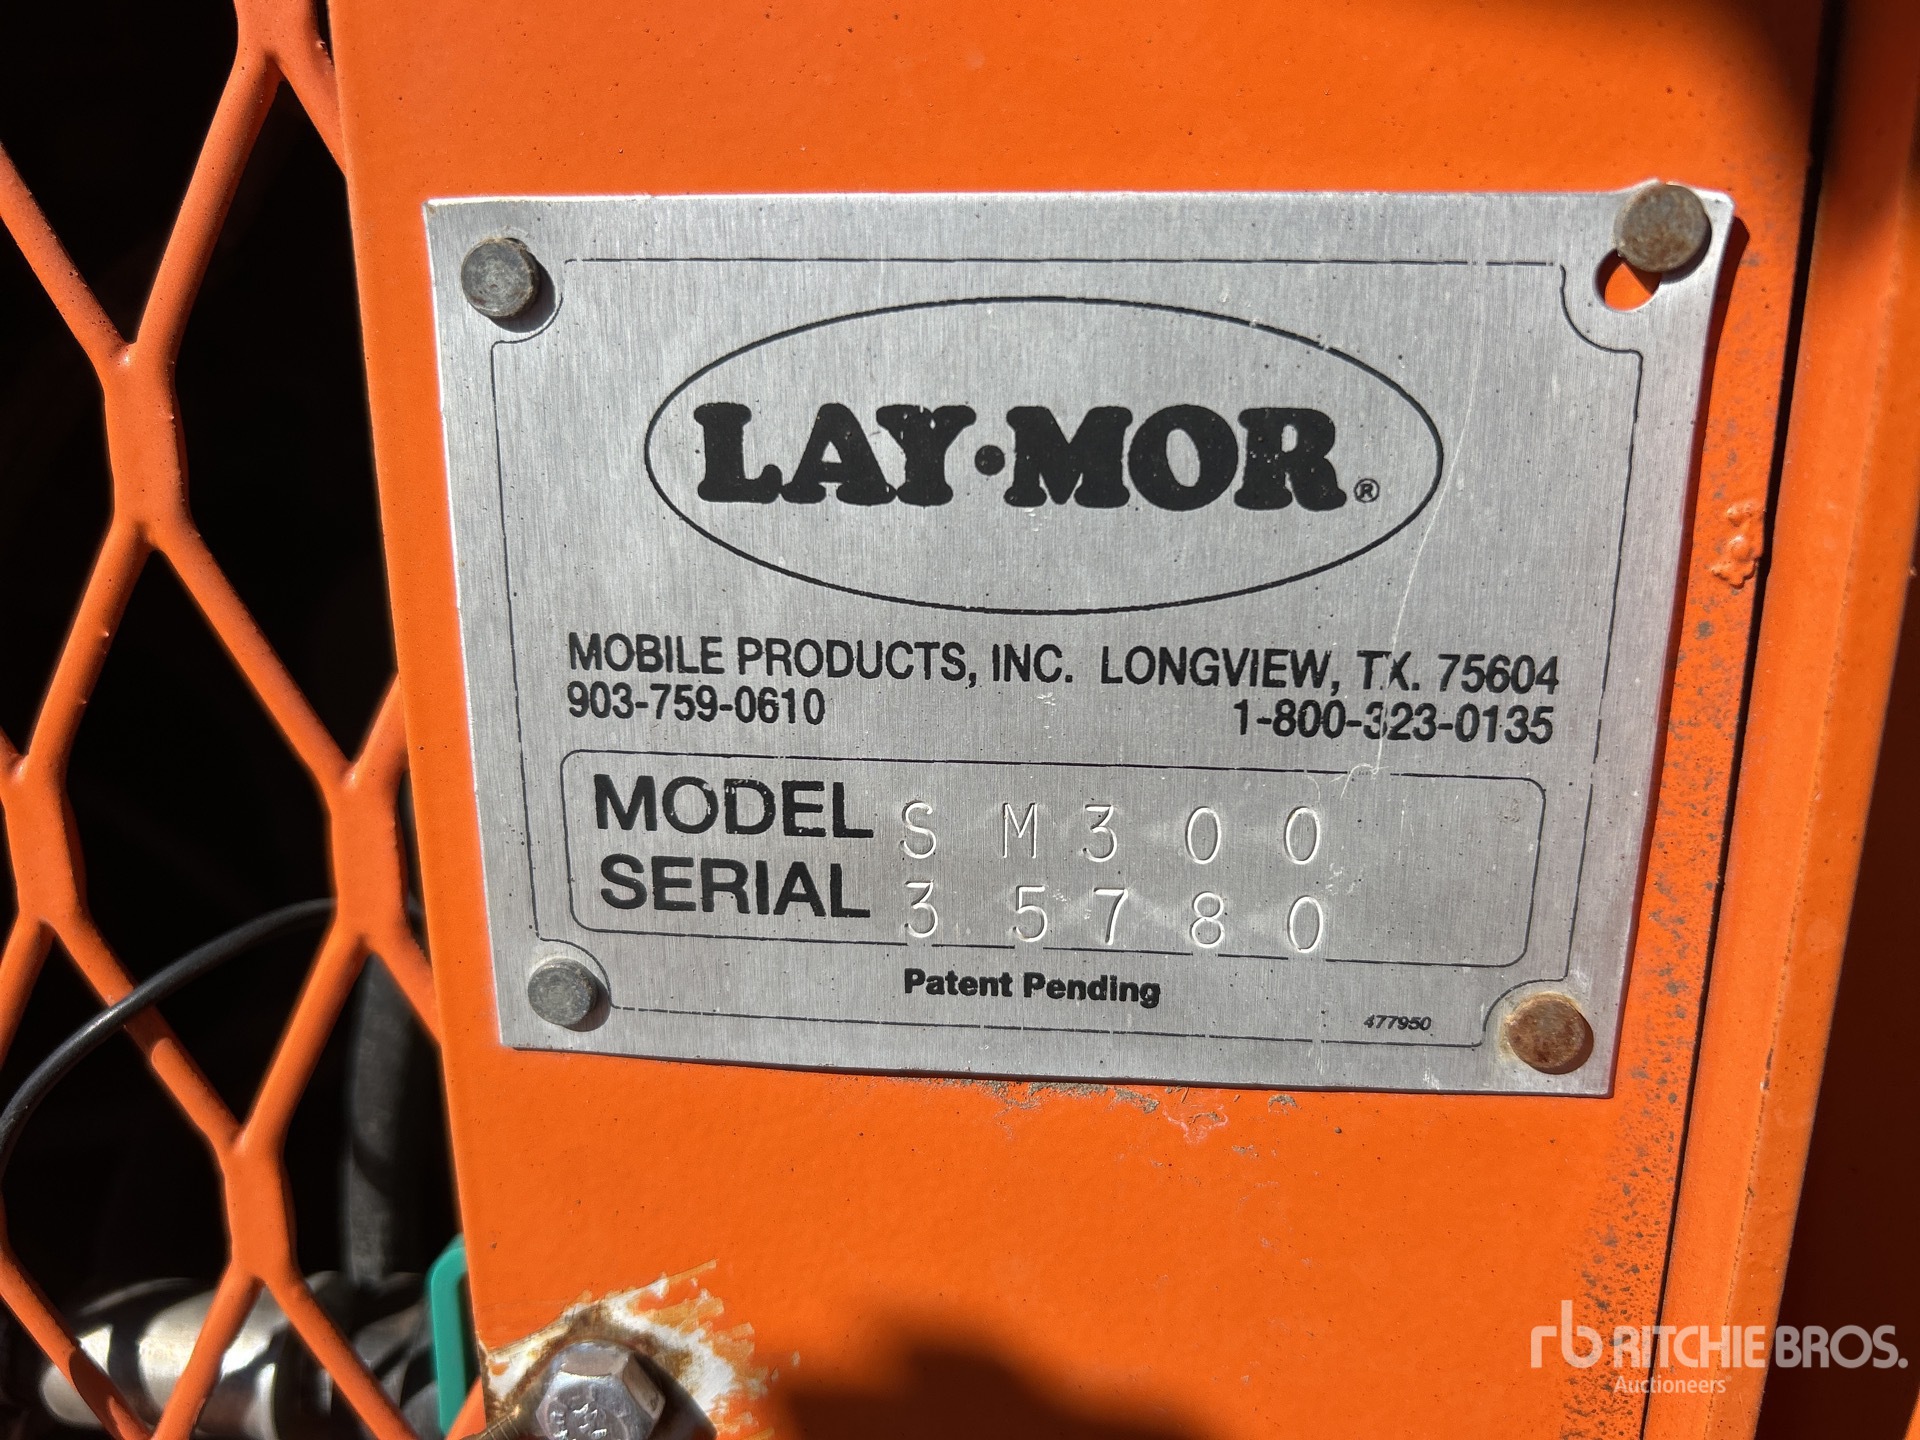 LAY·MOR®
MOBILE PRODUCTS, INC. LONGVIEW, TX. 75604
903-759-0610 1-800-323-0135
MODEL SM300
SERIAL 35780
Patent Pending
477950
rb RITCHIE BROS.
Auctioneers